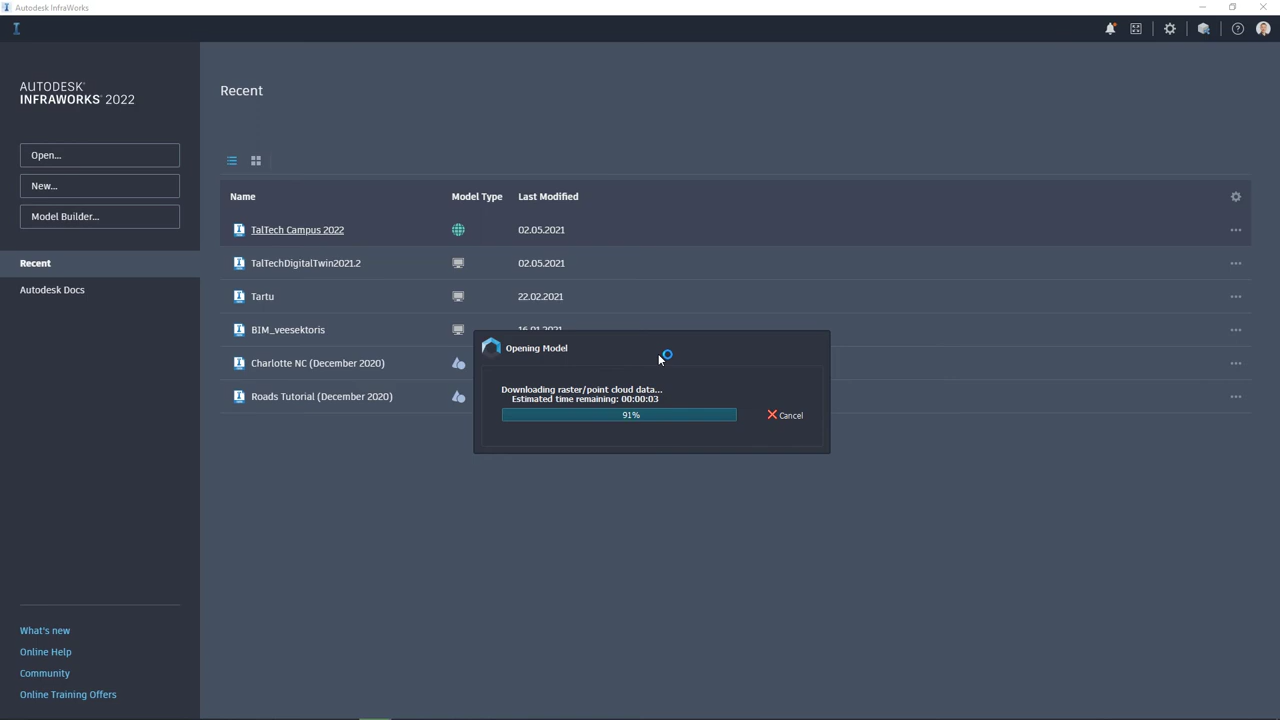 Autodesk InfraWorks
AUTODESK®
INFRAWORKS® 2022
Open...
New...
Model Builder...
Recent
Autodesk Docs
Recent
Name Model Type Last Modified
TalTech Campus 2022 02.05.2021
TalTechDigitalTwin2021.2 02.05.2021
Tartu 22.02.2021
BIM_veesektoris 16.01.2021
Charlotte NC (December 2020)
Roads Tutorial (December 2020)
Opening Model
Downloading raster/point cloud data...
Estimated time remaining: 00:00:03
91%
Cancel
What's new
Online Help
Community
Online Training Offers